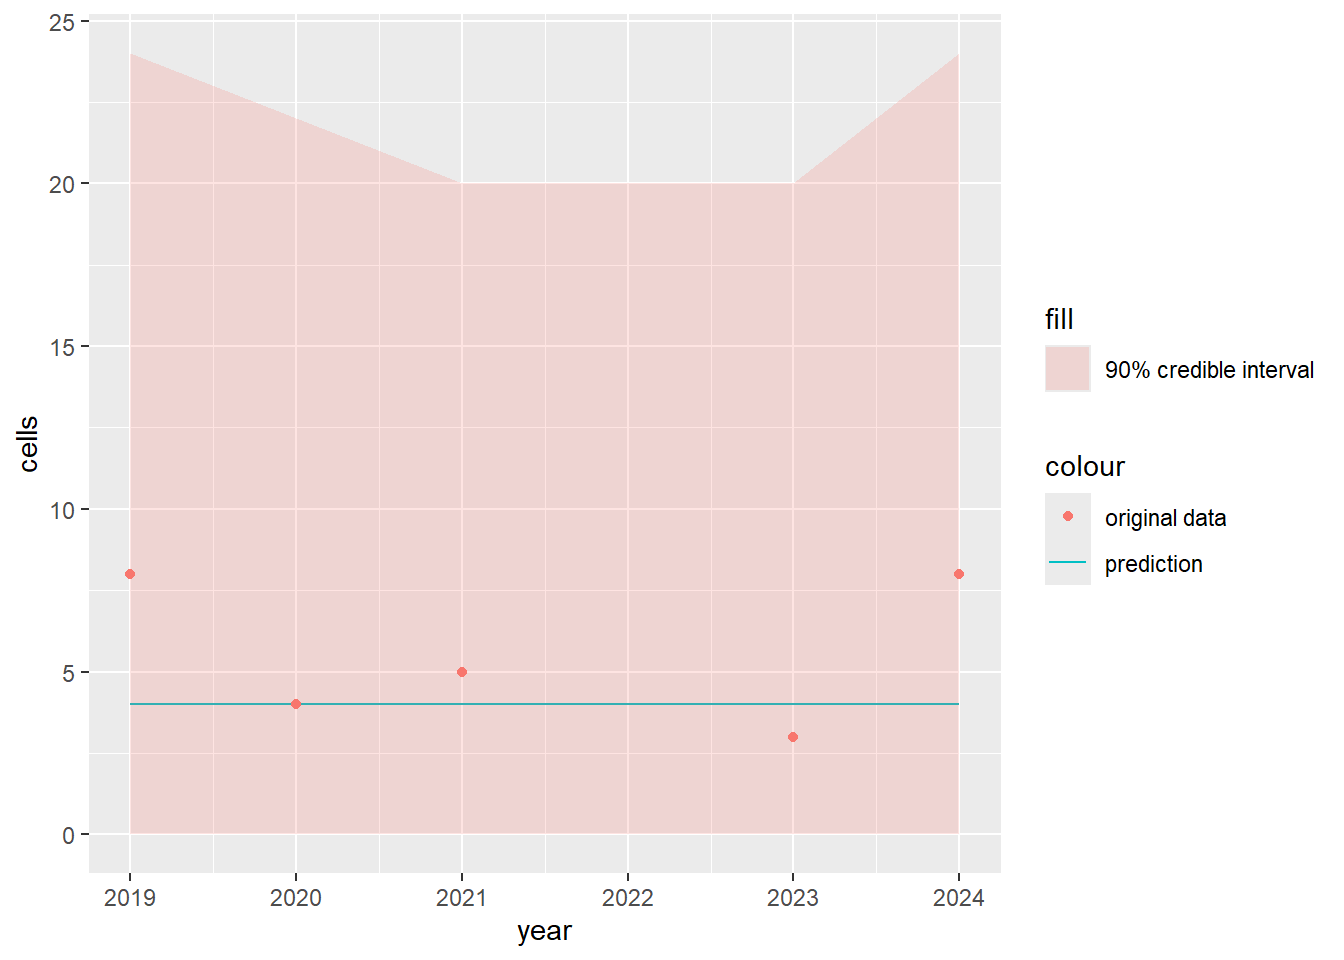 25
20
15
10
5
0
cells
2019 2020 2021 2022 2023 2024
year
fill
90% credible interval
colour
original data
prediction